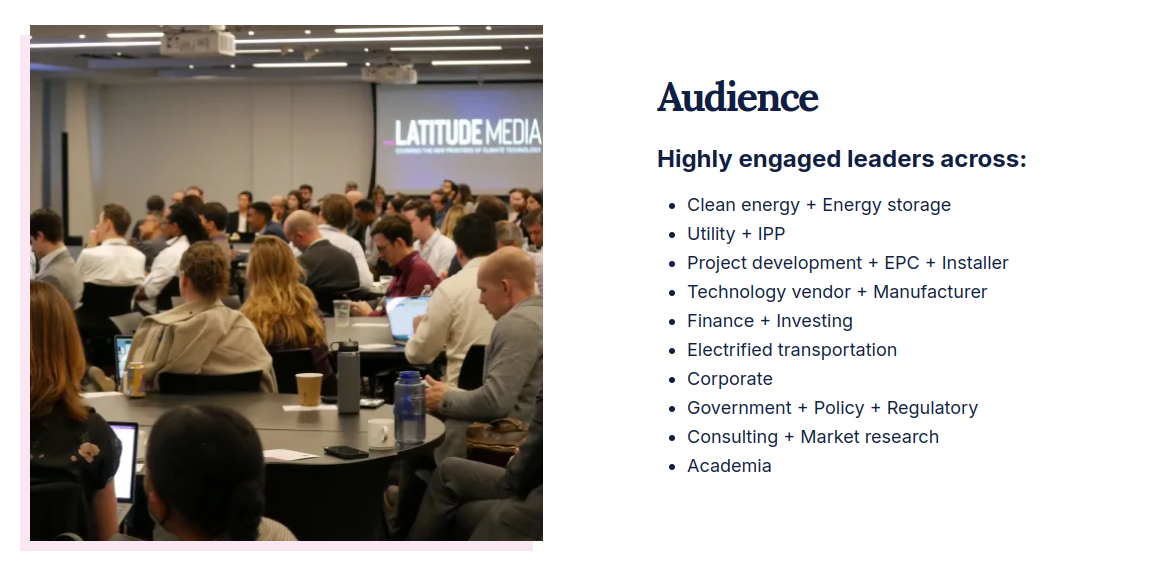 LATITUDE MEDIA
COVERING THE NEW FRONTIERS OF CLIMATE TECHNOLOGY
Audience
Highly engaged leaders across:
Clean energy + Energy storage
Utility + IPP
Project development + EPC + Installer
Technology vendor + Manufacturer
Finance + Investing
Electrified transportation
Corporate
Government + Policy + Regulatory
Consulting + Market research
Academia